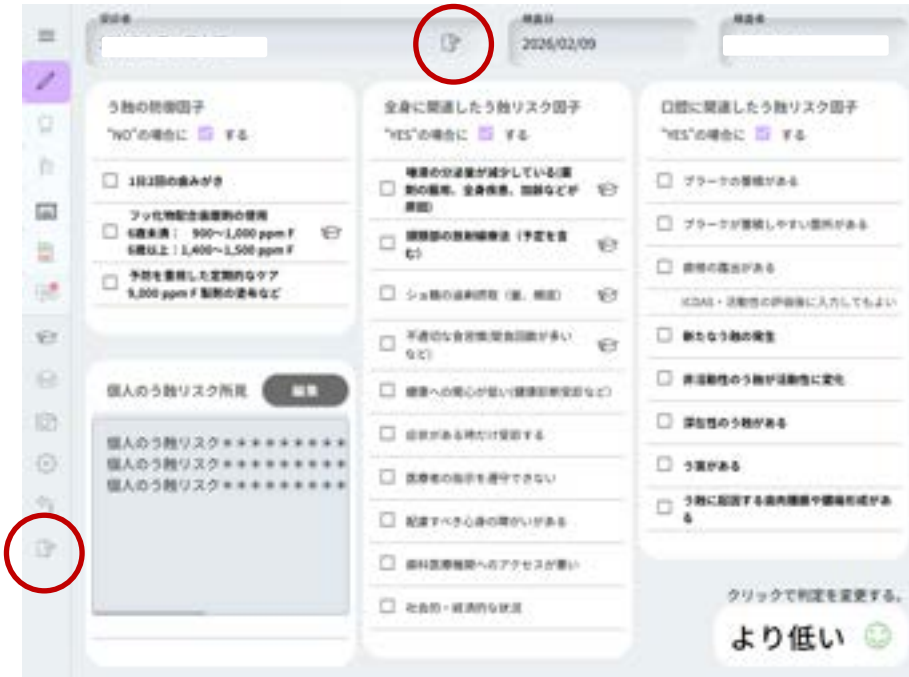 受診者
検査日
2026/02/09
検査者
う蝕の防御因子
"NO"の場合に する
1日2回の歯みがき
フッ化物配合歯磨剤の使用
6歳未満： 900～1,000 ppm F
6歳以上：1,400～1,500 ppm F
予防を重視した定期的なケア
9,000 ppm F 製剤の塗布など
個人のう蝕リスク所見
編集
個人のう蝕リスク＊＊＊＊＊＊＊＊＊
個人のう蝕リスク＊＊＊＊＊＊＊＊＊
個人のう蝕リスク＊＊＊＊＊＊＊＊＊
全身に関連したう蝕リスク因子
"YES"の場合に する
唾液の分泌量が減少している(薬
剤の服用、全身疾患、加齢などが
原因)
頭頸部の放射線療法（予定を含
む）
ショ糖の過剰摂取（量、頻度）
不適切な食習慣(間食回数が多い
など)
健康への関心が低い(健康診断受診など)
症状がある時だけ受診する
医療者の指示を遵守できない
配慮すべき心身の障がいがある
歯科医療機関へのアクセスが悪い
社会的・経済的な状況
口腔に関連したう蝕リスク因子
"YES"の場合に する
プラークの蓄積がある
プラークが蓄積しやすい箇所がある
根面の露出がある
ICDAS・活動性の評価後に入力してもよい
新たなう蝕の発生
非活動性のう蝕が活動性に変化
深在性のう蝕がある
う窩がある
う蝕に起因する歯肉腫脹や膿瘍形成があ
る
クリックで判定を変更する。
より低い